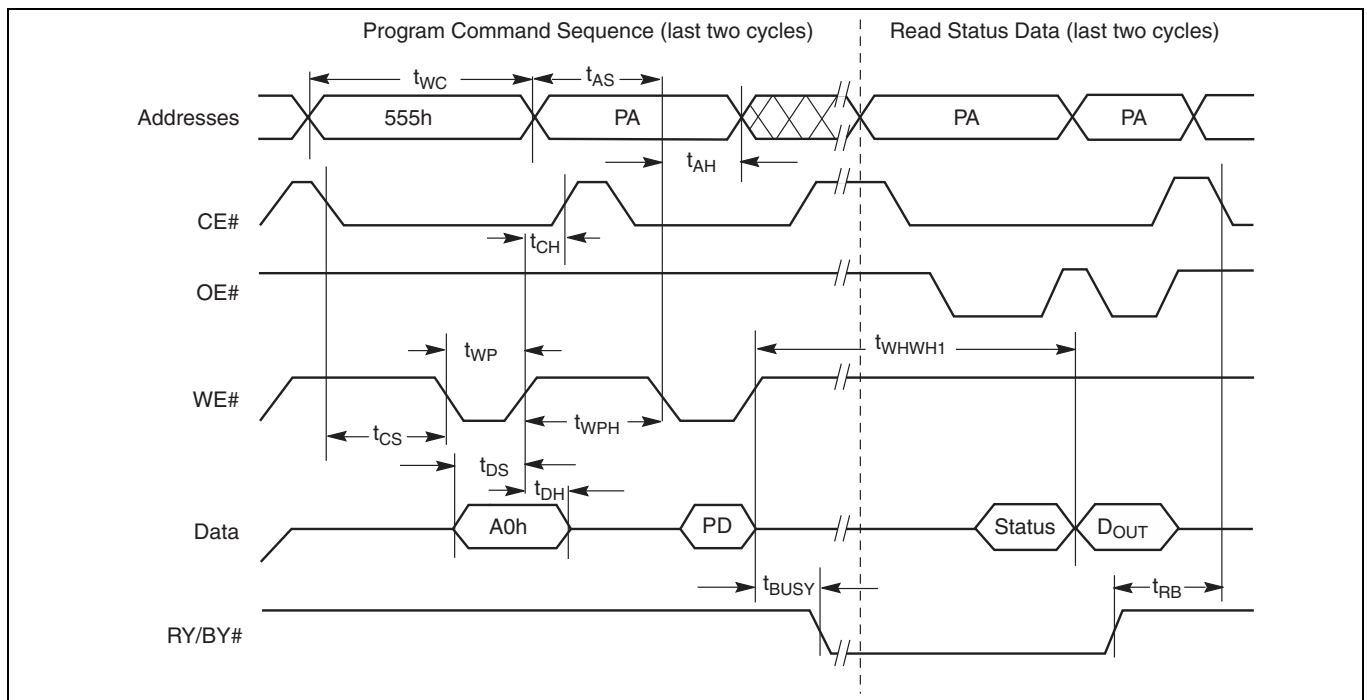 Program Command Sequence (last two cycles) Read Status Data (last two cycles)
tWC tAS
Addresses 555h PA PA PA
tAH
CE#
tCH
OE#
tWP tWHWH1
WE#
tCS tWPH
tDS
tDH
Data A0h PD Status DOUT
tBUSY tRB
RY/BY#